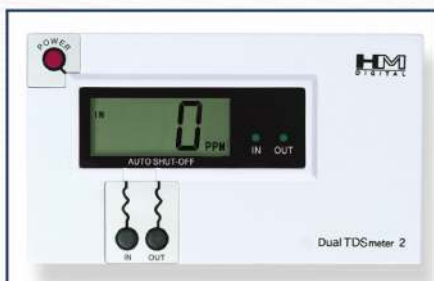 POWER
HM
DIGITAL
IN
0
PPM
IN OUT
AUTO SHUT-OFF
IN OUT
Dual TDS meter 2